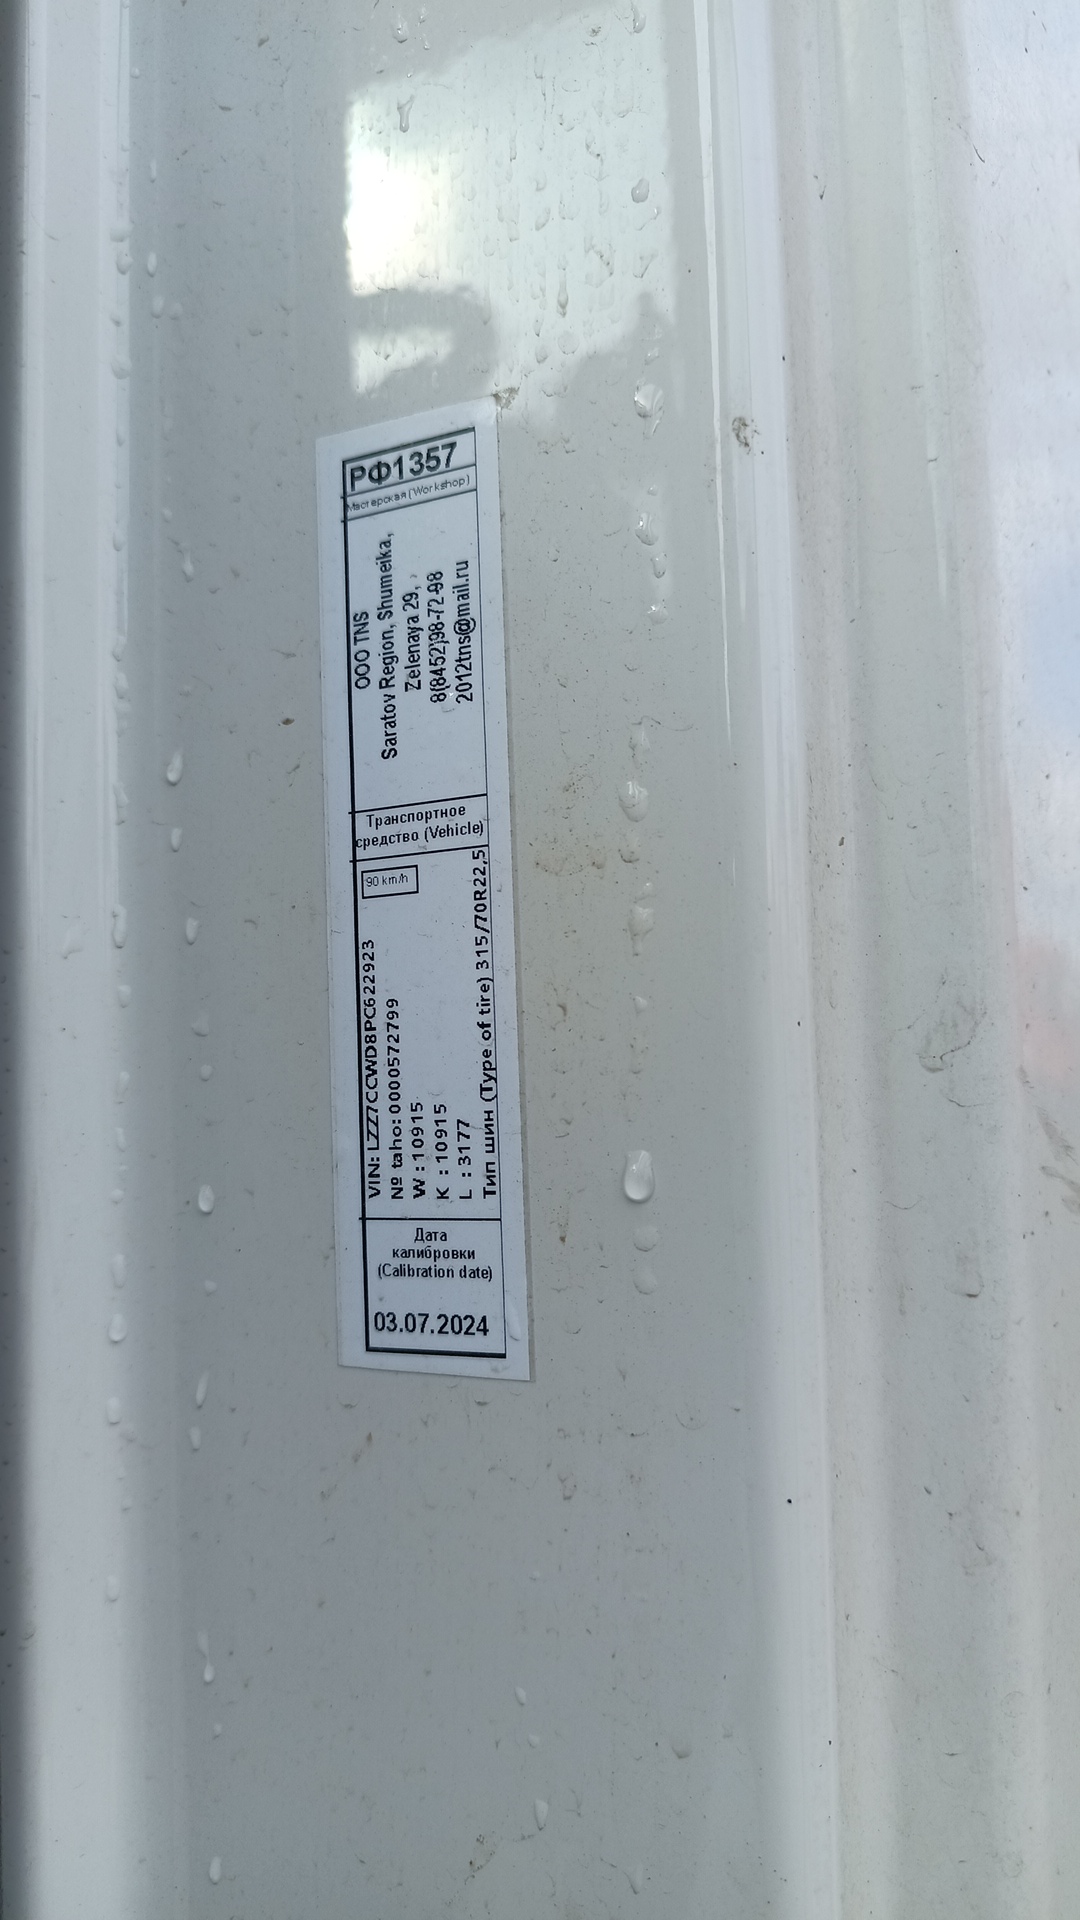 РФ1357
Мастерская (Workshop)
ООО TNS
Saratov Region, Shumeika,
Zelenaya 29, ,
8(8452)98-72-98
2012tns@mail.ru
Транспортное
средство (Vehicle)
90 km/h
VIN: LZZ7CCWD8PC622923
№ taho: 0000572799
W : 10915
K : 10915
L : 3177
Тип шин (Type of tire) 315/70R22,5
Дата
калибровки
(Calibration date)
03.07.2024